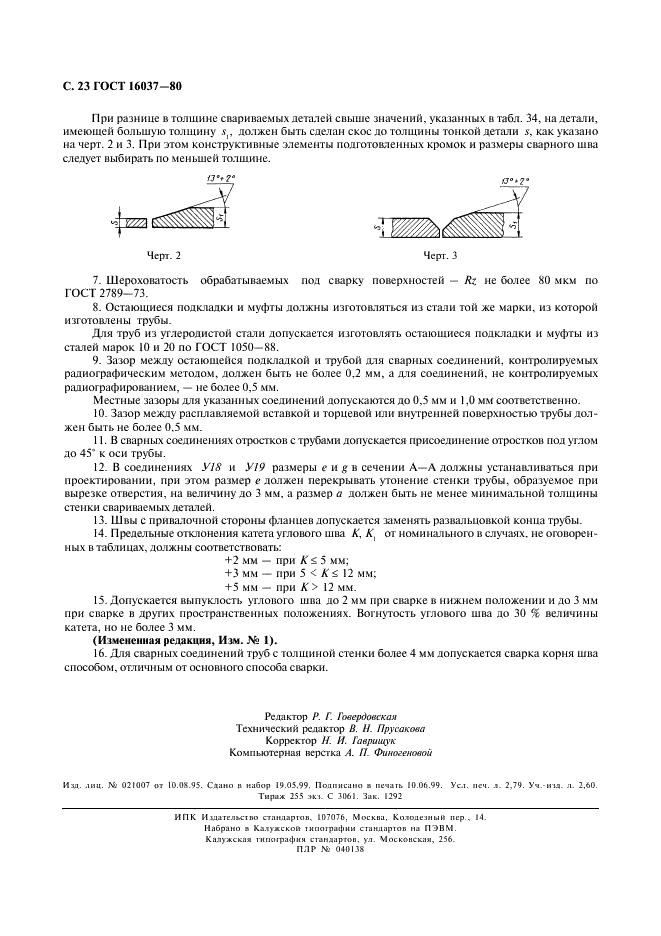 С. 23 ГОСТ 16037—80
При разнице в толщине свариваемых деталей свыше значений, указанных в табл. 34, на детали,
имеющей большую толщину s₁, должен быть сделан скос до толщины тонкой детали s, как указано
на черт. 2 и 3. При этом конструктивные элементы подготовленных кромок и размеры сварного шва
следует выбирать по меньшей толщине.
13°±2°
S
S₁
13°±2°
S
S₁
Черт. 2
Черт. 3
7. Шероховатость обрабатываемых под сварку поверхностей — Rz не более 80 мкм по
ГОСТ 2789—73.
8. Остающиеся подкладки и муфты должны изготовляться из стали той же марки, из которой
изготовлены трубы.
Для труб из углеродистой стали допускается изготовлять остающиеся подкладки и муфты из
сталей марок 10 и 20 по ГОСТ 1050—88.
9. Зазор между остающейся подкладкой и трубой для сварных соединений, контролируемых
радиографическим методом, должен быть не более 0,2 мм, а для соединений, не контролируемых
радиографированием, — не более 0,5 мм.
Местные зазоры для указанных соединений допускаются до 0,5 мм и 1,0 мм соответственно.
10. Зазор между расплавляемой вставкой и торцевой или внутренней поверхностью трубы дол-
жен быть не более 0,5 мм.
11. В сварных соединениях отростков с трубами допускается присоединение отростков под углом
до 45° к оси трубы.
12. В соединениях У18 и У19 размеры e и g в сечении А—А должны устанавливаться при
проектировании, при этом размер e должен перекрывать утонение стенки трубы, образуемое при
вырезке отверстия, на величину до 3 мм, а размер a должен быть не менее минимальной толщины
стенки свариваемых деталей.
13. Швы с привалочной стороны фланцев допускается заменять развальцовкой конца трубы.
14. Предельные отклонения катета углового шва K, K₁ от номинального в случаях, не оговорен-
ных в таблицах, должны соответствовать:
+2 мм — при K ≤ 5 мм;
+3 мм — при 5 < K ≤ 12 мм;
+5 мм — при K > 12 мм.
15. Допускается выпуклость углового шва до 2 мм при сварке в нижнем положении и до 3 мм
при сварке в других пространственных положениях. Вогнутость углового шва до 30 % величины
катета, но не более 3 мм.
(Измененная редакция, Изм. № 1).
16. Для сварных соединений труб с толщиной стенки более 4 мм допускается сварка корня шва
способом, отличным от основного способа сварки.
Редактор Р. Г. Говердовская
Технический редактор В. Н. Прусакова
Корректор Н. И. Гаврищук
Компьютерная верстка А. П. Финогеновой
Изд. лиц. № 021007 от 10.08.95. Сдано в набор 19.05.99. Подписано в печать 10.06.99. Усл. печ. л. 2,79. Уч.-изд. л. 2,60.
Тираж 255 экз. С 3061. Зак. 1292
ИПК Издательство стандартов, 107076, Москва, Колодезный пер., 14.
Набрано в Калужской типографии стандартов на ПЭВМ.
Калужская типография стандартов, ул. Московская, 256.
ПЛР № 040138